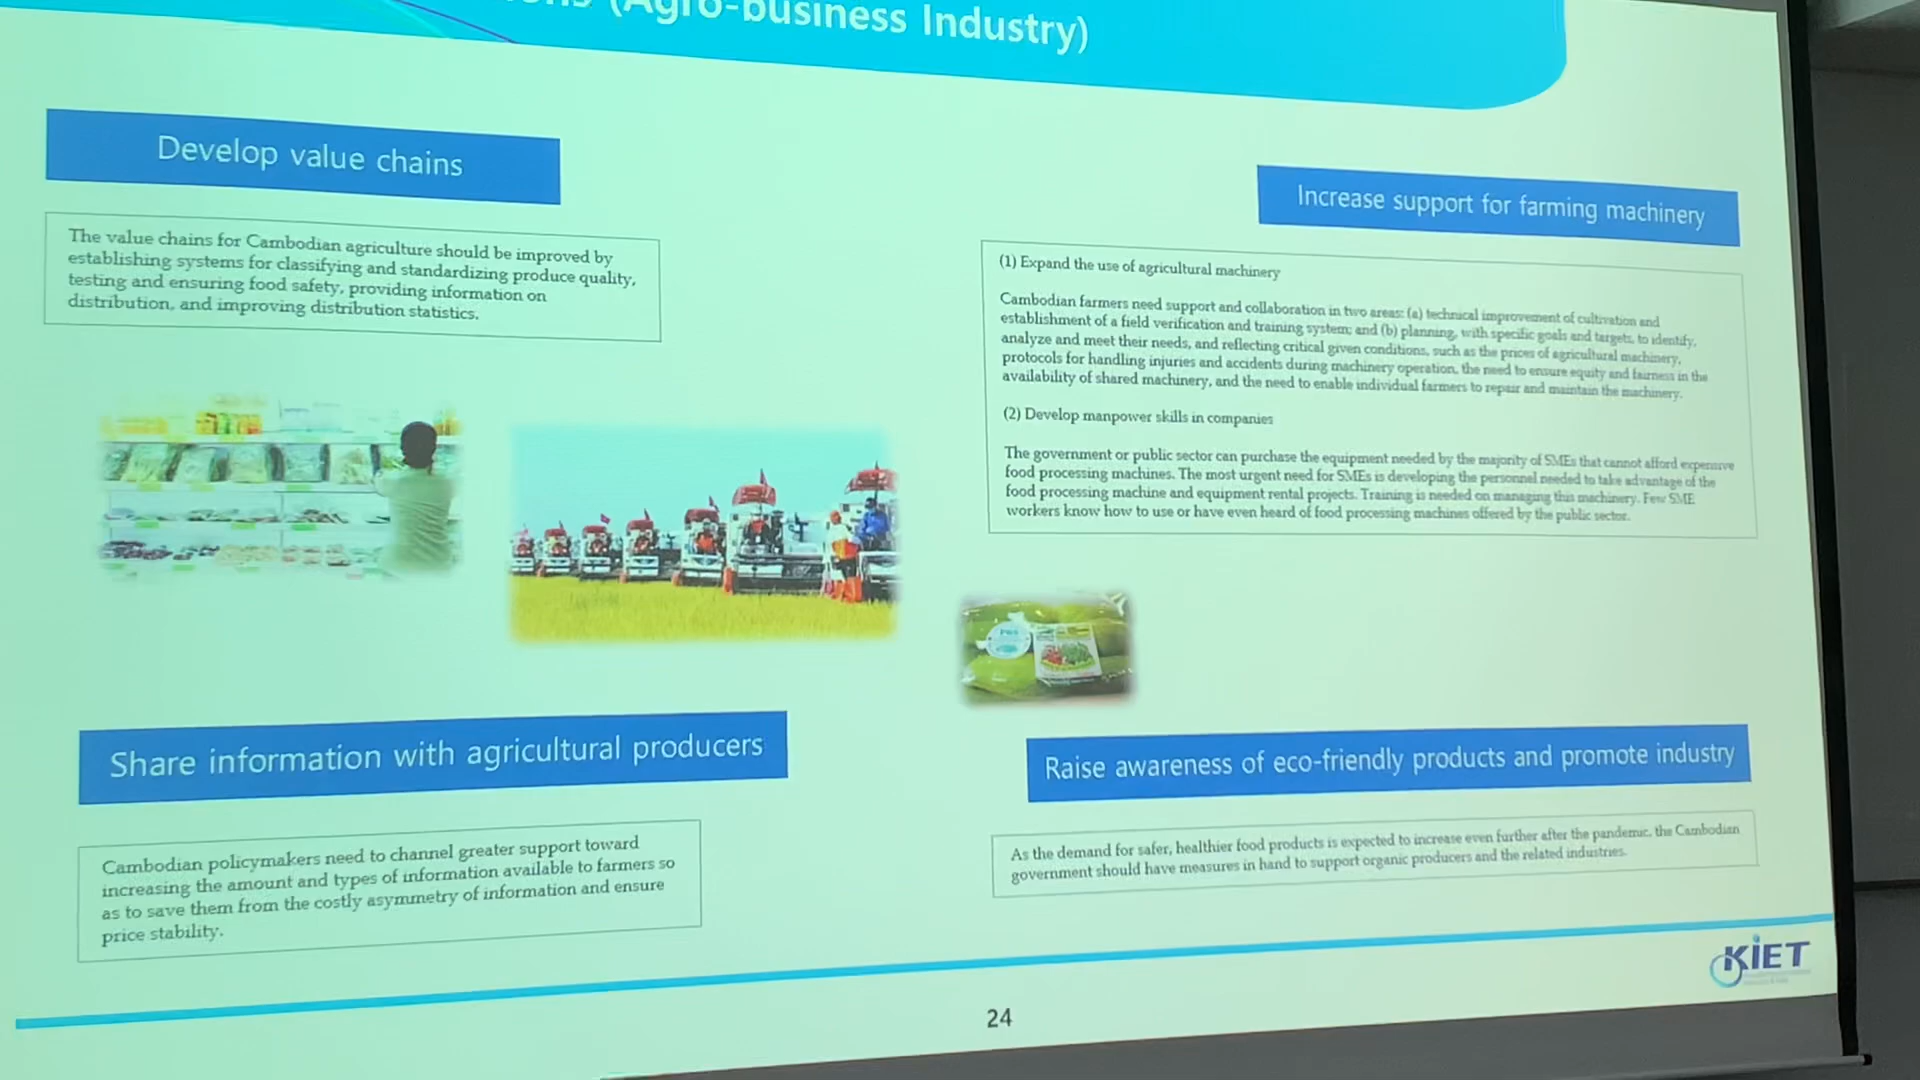 (Agro-business Industry)
Develop value chains
The value chains for Cambodian agriculture should be improved by
establishing systems for classifying and standardizing produce quality,
testing and ensuring food safety, providing information on
distribution, and improving distribution statistics.
Increase support for farming machinery
(1) Expand the use of agricultural machinery
Cambodian farmers need support and collaboration in two areas: (a) technical improvement of cultivation and
establishment of a field verification and training system; and (b) planning, with specific goals and targets, to identify,
analyze and meet their needs, and reflecting critical given conditions, such as the prices of agricultural machinery,
protocols for handling injuries and accidents during machinery operation, the need to ensure equity and fairness in the
availability of shared machinery, and the need to enable individual farmers to repair and maintain the machinery.
(2) Develop manpower skills in companies
The government or public sector can purchase the equipment needed by the majority of SMEs that cannot afford expensive
food processing machines. The most urgent need for SMEs is developing the personnel needed to take advantage of the
food processing machine and equipment rental projects. Training is needed on managing this machinery. Few SME
workers know how to use or have even heard of food processing machines offered by the public sector.
Share information with agricultural producers
Cambodian policymakers need to channel greater support toward
increasing the amount and types of information available to farmers so
as to save them from the costly asymmetry of information and ensure
price stability.
Raise awareness of eco-friendly products and promote industry
As the demand for safer, healthier food products is expected to increase even further after the pandemic, the Cambodian
government should have measures in hand to support organic producers and the related industries.
KIET
24